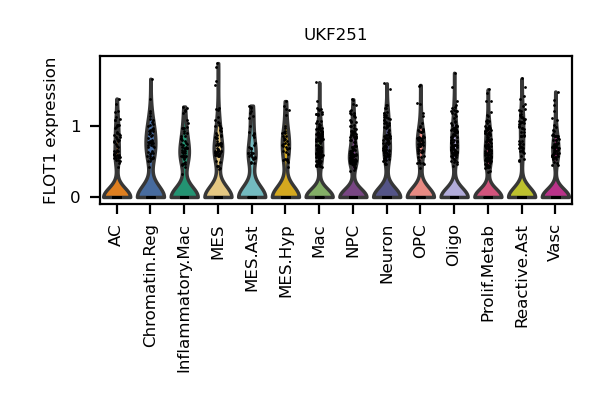 UKF251
FLOT1 expression
1
0
AC
Chromatin.Reg
Inflammatory.Mac
MES
MES.Ast
MES.Hyp
Mac
NPC
Neuron
OPC
Oligo
Prolif.Metab
Reactive.Ast
Vasc